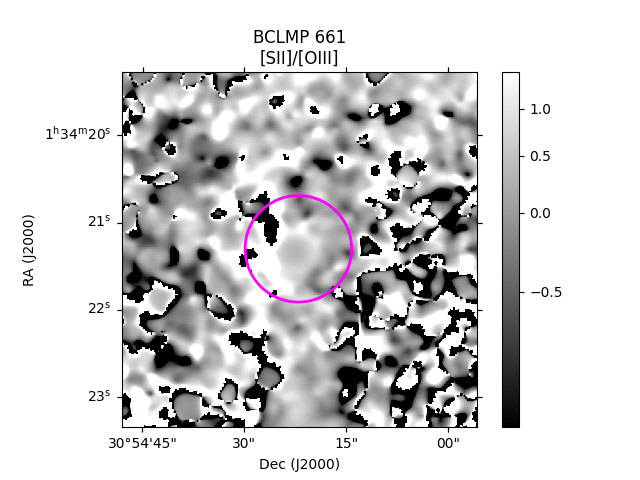 BCLMP 661
[SII]/[OIII]
1ʰ34ᵐ20ˢ
21ˢ
22ˢ
23ˢ
RA (J2000)
30°54'45"
30"
15"
00"
Dec (J2000)
1.0
0.5
0.0
−0.5